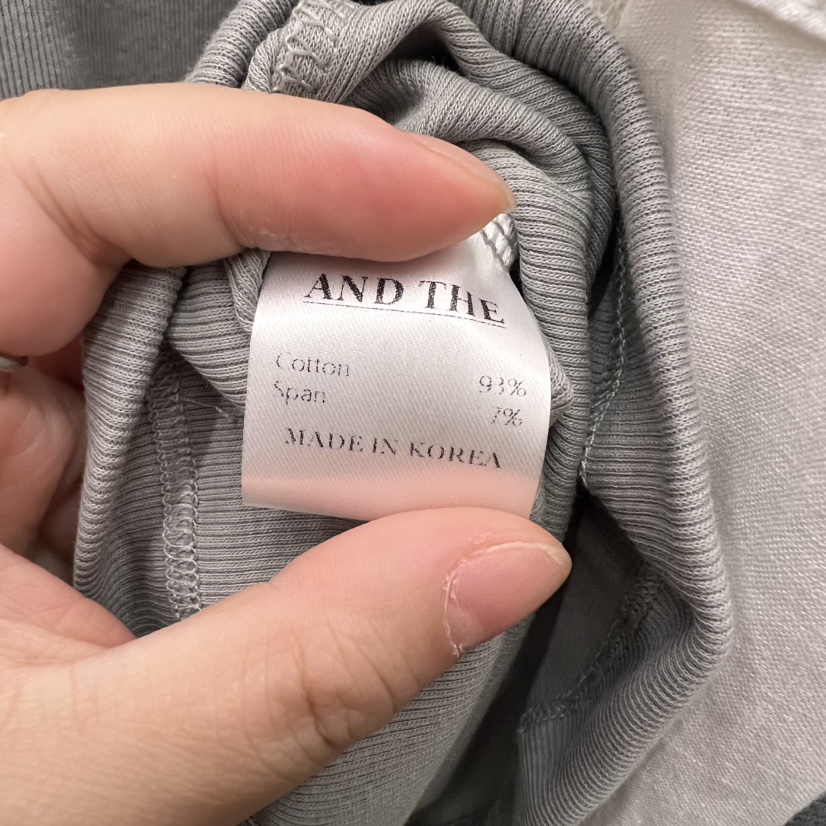 AND THE
Cotton 93%
Span 7%
MADE IN KOREA